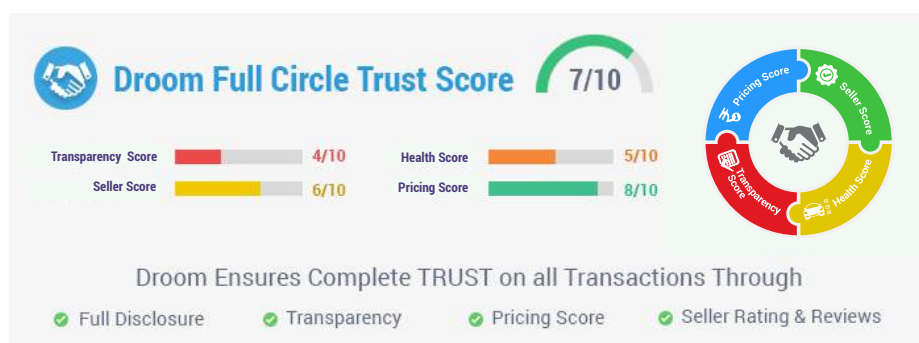 Droom Full Circle Trust Score
7/10
Transparency Score 4/10
Health Score 5/10
Seller Score 6/10
Pricing Score 8/10
Pricing Score
Seller Score
Transparency
Score
Health Score
Droom Ensures Complete TRUST on all Transactions Through
Full Disclosure
Transparency
Pricing Score
Seller Rating & Reviews